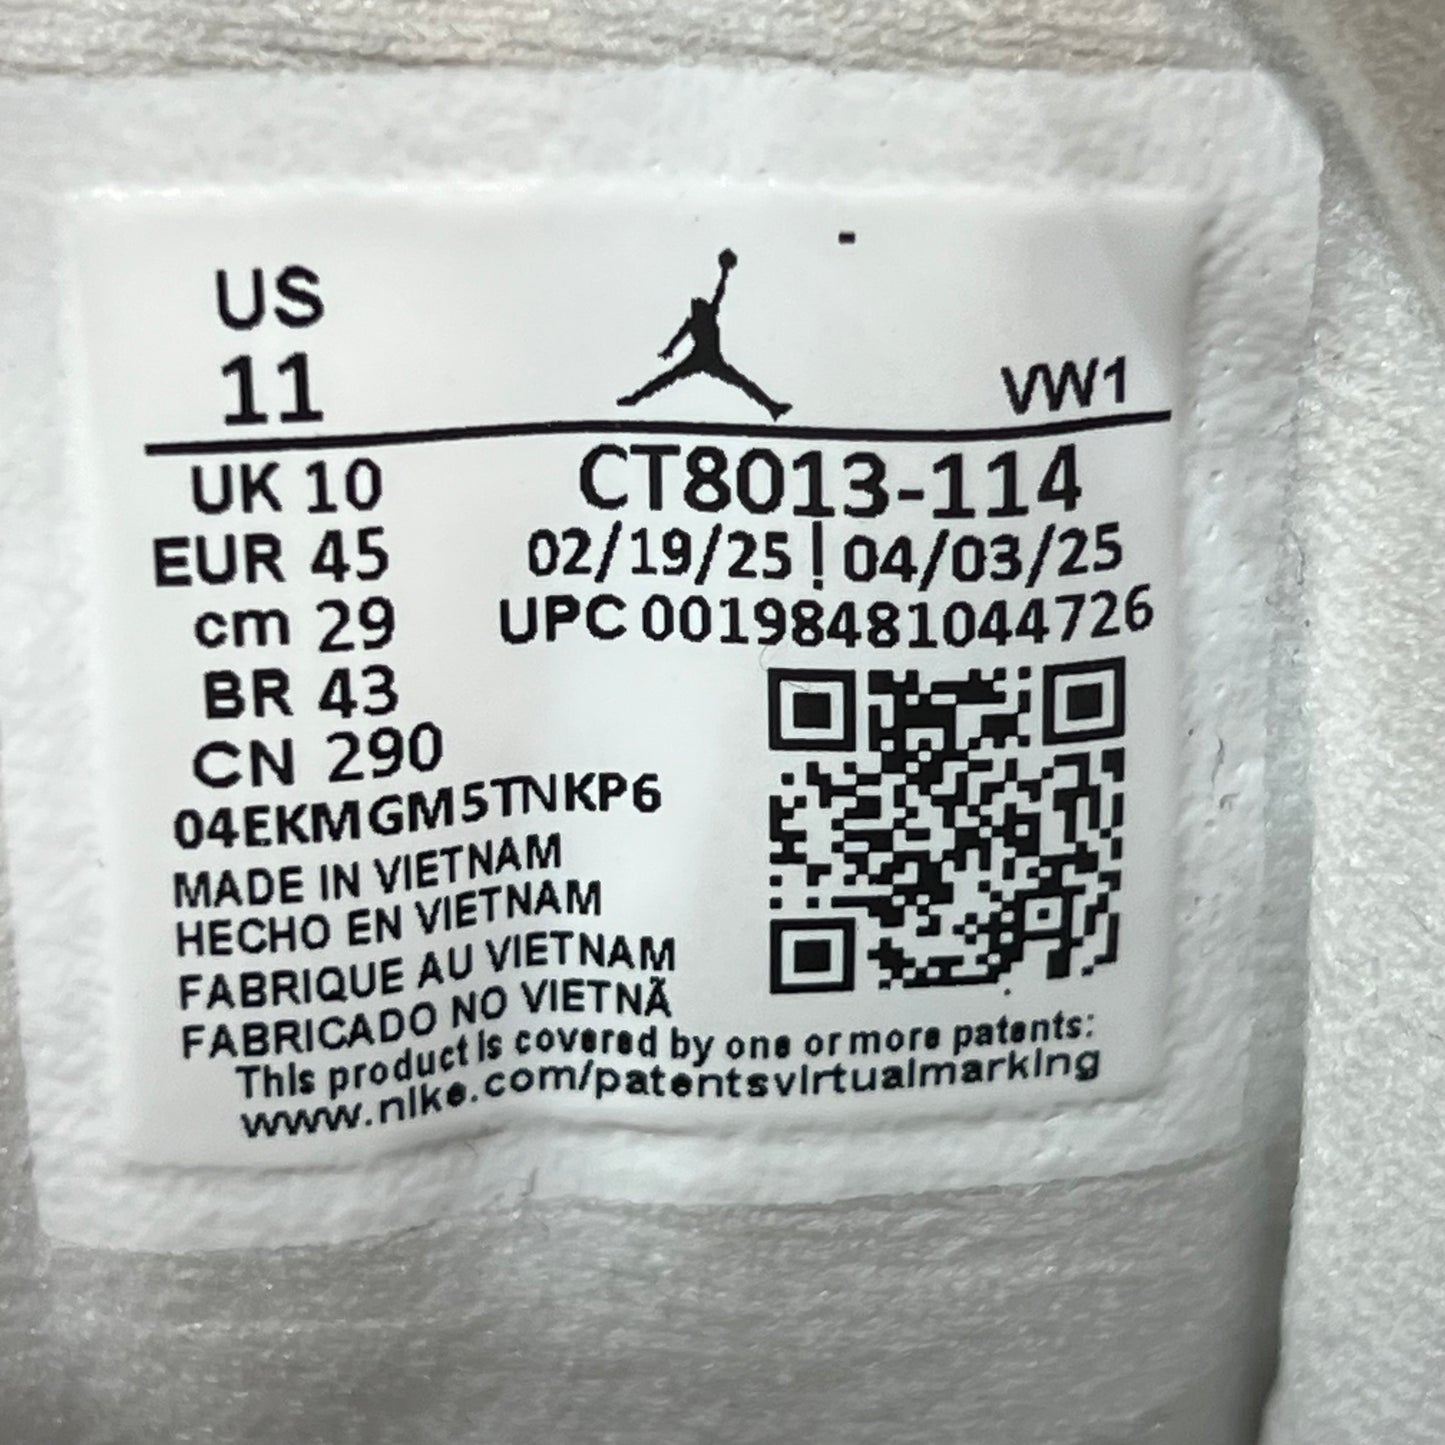 US
11
VW1
UK 10
CT8013-114
EUR 45
02/19/25 | 04/03/25
cm 29
UPC 00198481044726
BR 43
CN 290
04EKMGM5TNKP6
MADE IN VIETNAM
HECHO EN VIETNAM
FABRIQUE AU VIETNAM
FABRICADO NO VIETNÃ
This product is covered by one or more patents:
www.nike.com/patentsvirtualmarking